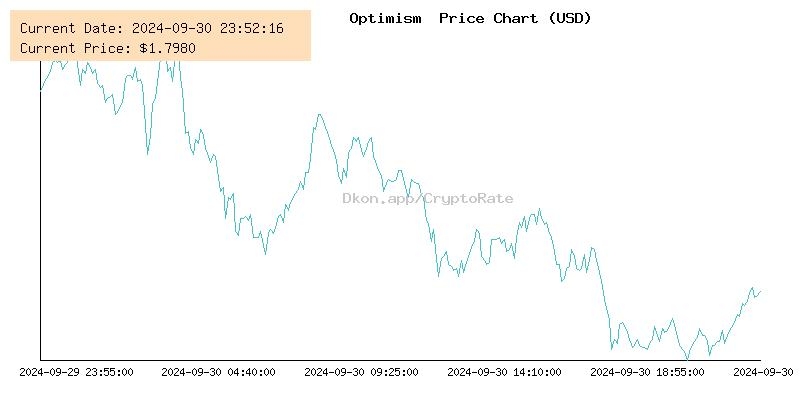 Optimism Price Chart (USD)
Current Date: 2024-09-30 23:52:16
Current Price: $1.7980
Dkon.app/CryptoRate
2024-09-29 23:55:00 2024-09-30 04:40:00 2024-09-30 09:25:00 2024-09-30 14:10:00 2024-09-30 18:55:00 2024-09-30